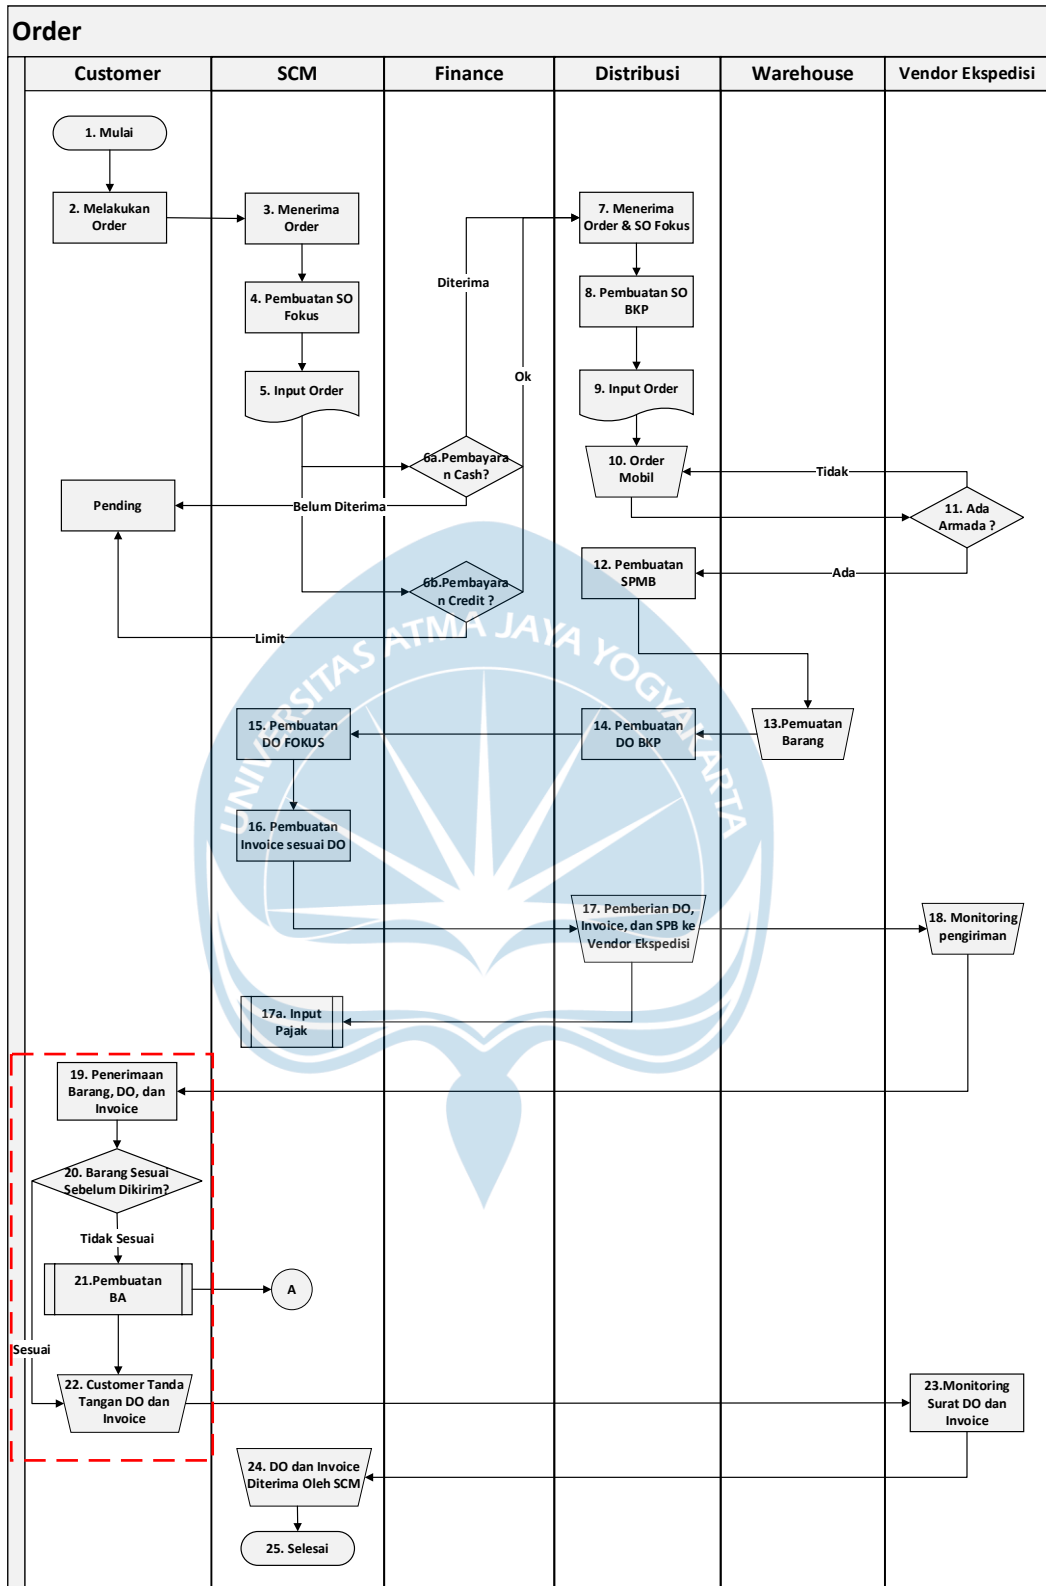 Order
Customer
SCM
Finance
Distribusi
Warehouse
Vendor Ekspedisi
1. Mulai
2. Melakukan
Order
3. Menerima
Order
7. Menerima
Order & SO Fokus
Diterima
4. Pembuatan SO
Fokus
8. Pembuatan SO
BKP
Ok
5. Input Order
9. Input Order
6a.Pembayara
n Cash?
10. Order
Mobil
Tidak
Pending
Belum Diterima
11. Ada
Armada ?
12. Pembuatan
SPMB
Ada
6b.Pembayara
n Credit ?
Limit
UNIVERSITAS ATMA JAYA YOGYAKARTA
15. Pembuatan
DO FOKUS
14. Pembuatan
DO BKP
13.Pemuatan
Barang
16. Pembuatan
Invoice sesuai DO
17. Pemberian DO,
Invoice, dan SPB ke
Vendor Ekspedisi
18. Monitoring
pengiriman
17a. Input
Pajak
19. Penerimaan
Barang, DO, dan
Invoice
20. Barang Sesuai
Sebelum Dikirim?
Tidak Sesuai
21.Pembuatan
BA
A
Sesuai
22. Customer Tanda
Tangan DO dan
Invoice
23.Monitoring
Surat DO dan
Invoice
24. DO dan Invoice
Diterima Oleh SCM
25. Selesai